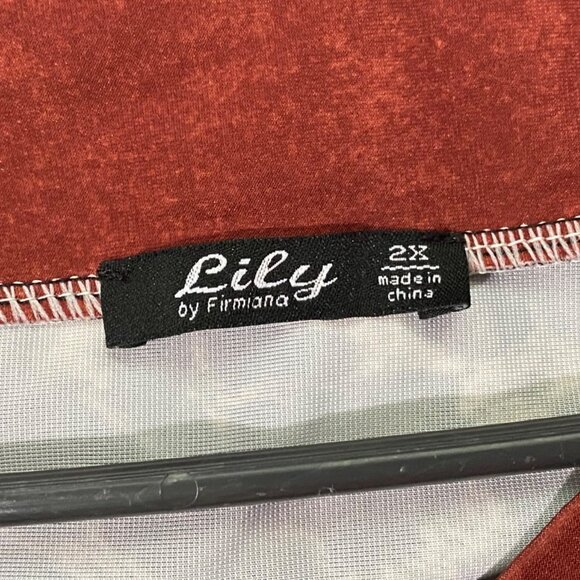 Lily
by Firmiana
2X
made in
china